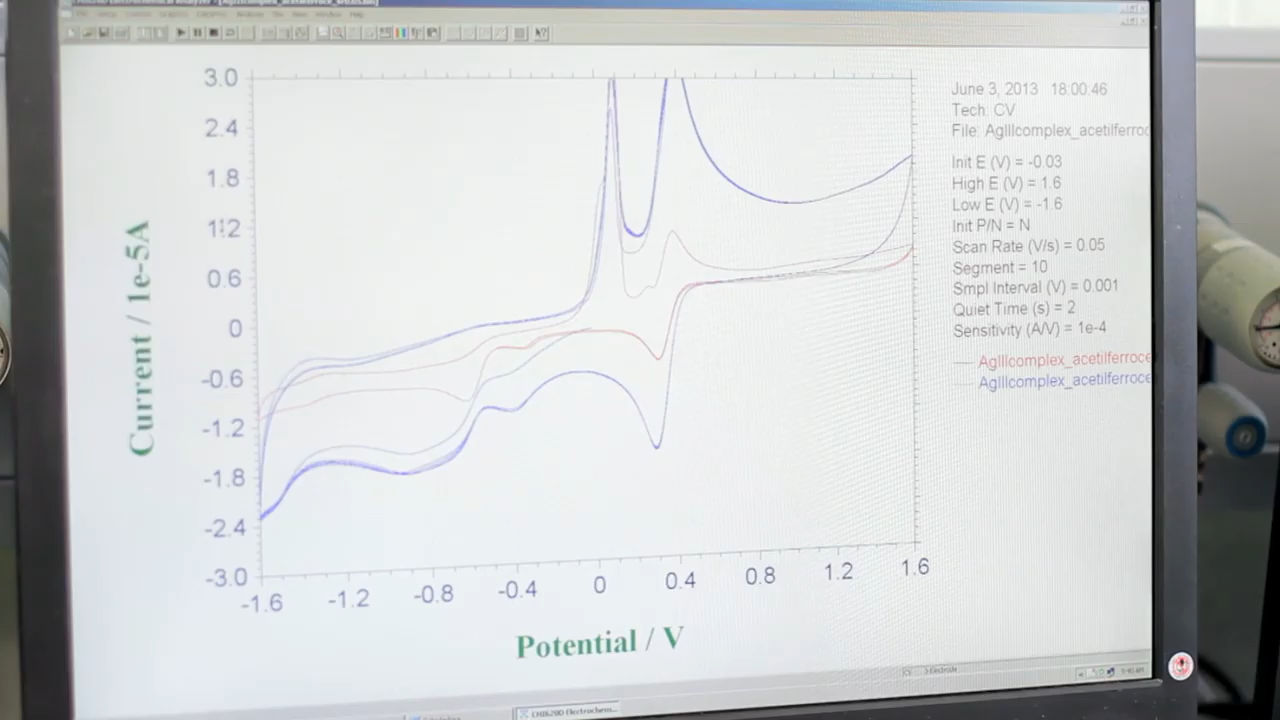 3.0
2.4
1.8
1.2
0.6
0
-0.6
-1.2
-1.8
-2.4
-3.0
Current / 1e-5A
-1.6 -1.2 -0.8 -0.4 0 0.4 0.8 1.2 1.6
Potential / V
June 3, 2013 18:00.46
Tech: CV
File: AgIIIcomplex_acetilferroc
Init E (V) = -0.03
High E (V) = 1.6
Low E (V) = -1.6
Init P/N = N
Scan Rate (V/s) = 0.05
Segment = 10
Smpl Interval (V) = 0.001
Quiet Time (s) = 2
Sensitivity (A/V) = 1e-4
AgIIIcomplex_acetilferroce
AgIIIcomplex_acetilferroce
CHI620D Electrochem...